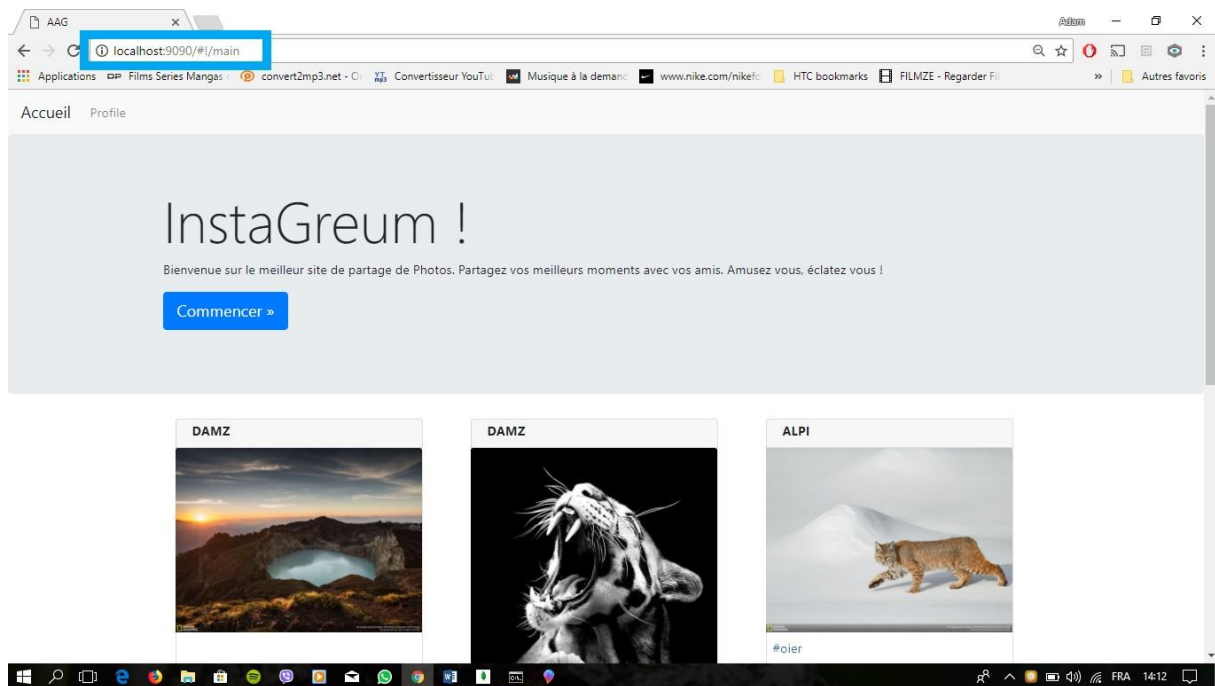 AAG
Adam
localhost:9090/#!/main
Applications DP Films Series Mangas convert2mp3.net - O Convertisseur YouTub Musique à la demand www.nike.com/nikefc HTC bookmarks FILMZE - Regarder Fil » Autres favoris
Accueil Profile
InstaGreum !
Bienvenue sur le meilleur site de partage de Photos. Partagez vos meilleurs moments avec vos amis. Amusez vous, éclatez vous !
Commencer »
DAMZ DAMZ ALPI
#oier
FRA 14:12